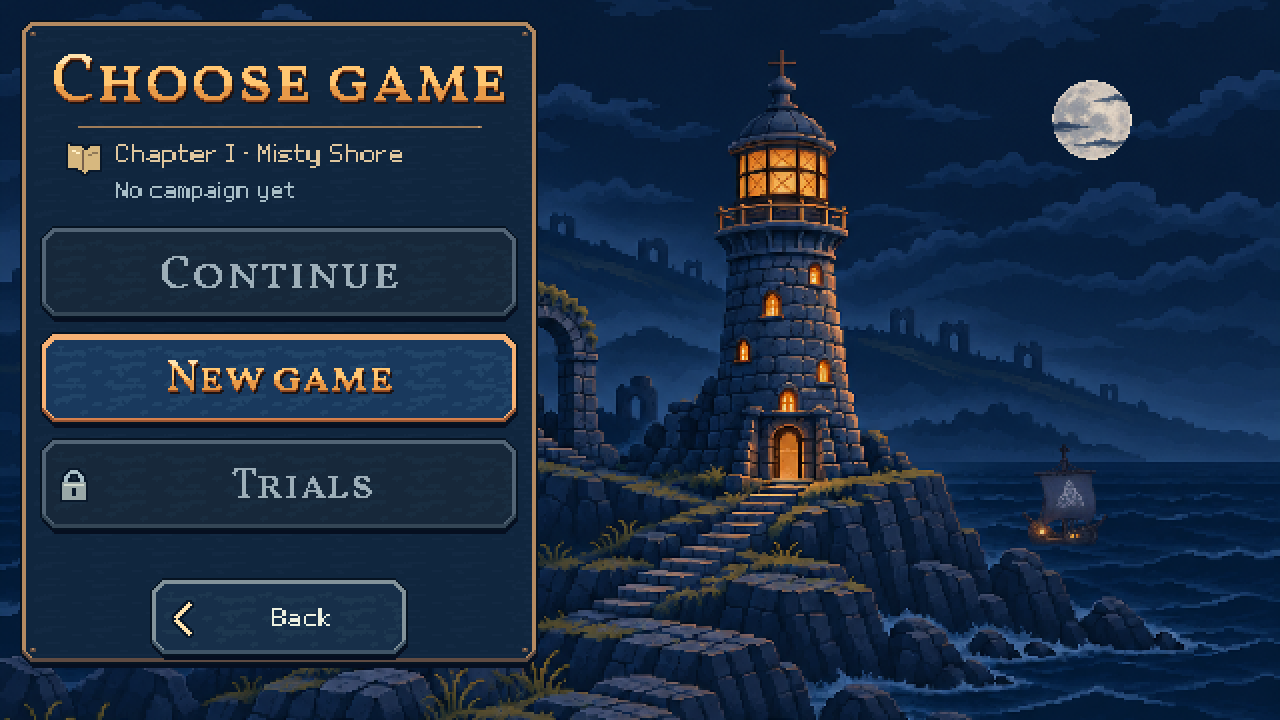 Choose game
Chapter I · Misty Shore
No campaign yet
Continue
New game
Trials
Back